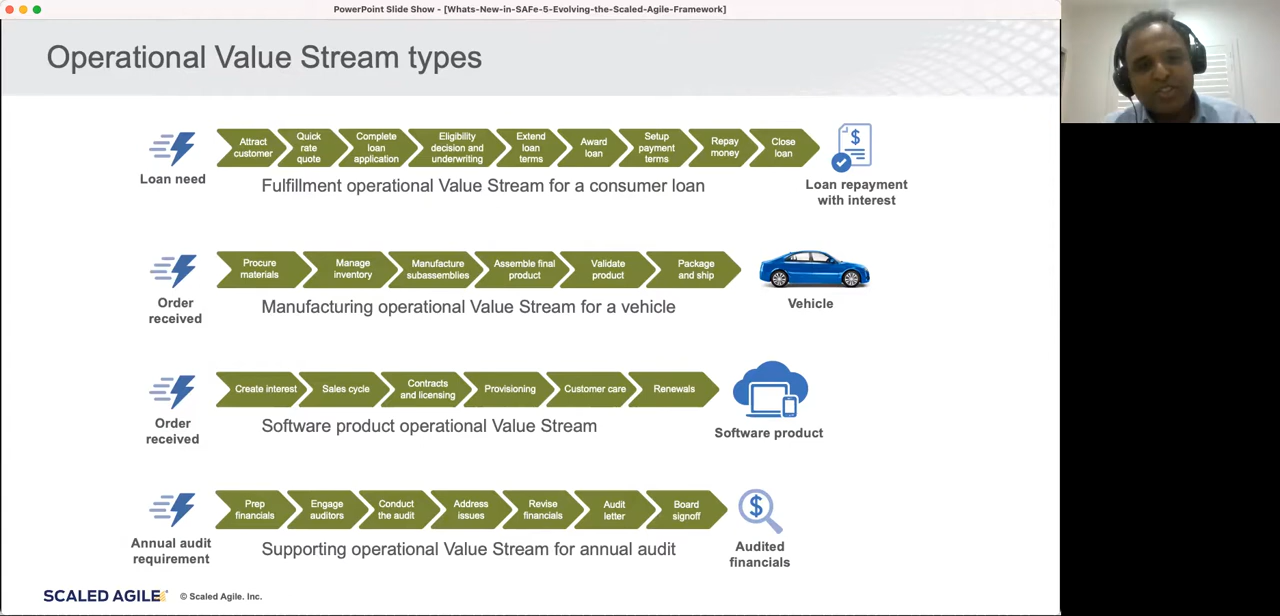 PowerPoint Slide Show - [Whats-New-in-SAFe-5-Evolving-the-Scaled-Agile-Framework]
Operational Value Stream types
Loan need
Attract
customer
Quick
rate
quote
Complete
loan
application
Eligibility
decision and
underwriting
Extend
loan
terms
Award
loan
Setup
payment
terms
Repay
money
Close
loan
$
Loan repayment
with interest
Fulfillment operational Value Stream for a consumer loan
Order
received
Procure
materials
Manage
inventory
Manufacture
subassemblies
Assemble final
product
Validate
product
Package
and ship
Vehicle
Manufacturing operational Value Stream for a vehicle
Order
received
Create interest
Sales cycle
Contracts
and licensing
Provisioning
Customer care
Renewals
Software product
Software product operational Value Stream
Annual audit
requirement
Prep
financials
Engage
auditors
Conduct
the audit
Address
issues
Revise
financials
Audit
letter
Board
signoff
$
Audited
financials
Supporting operational Value Stream for annual audit
SCALED AGILE
© Scaled Agile. Inc.